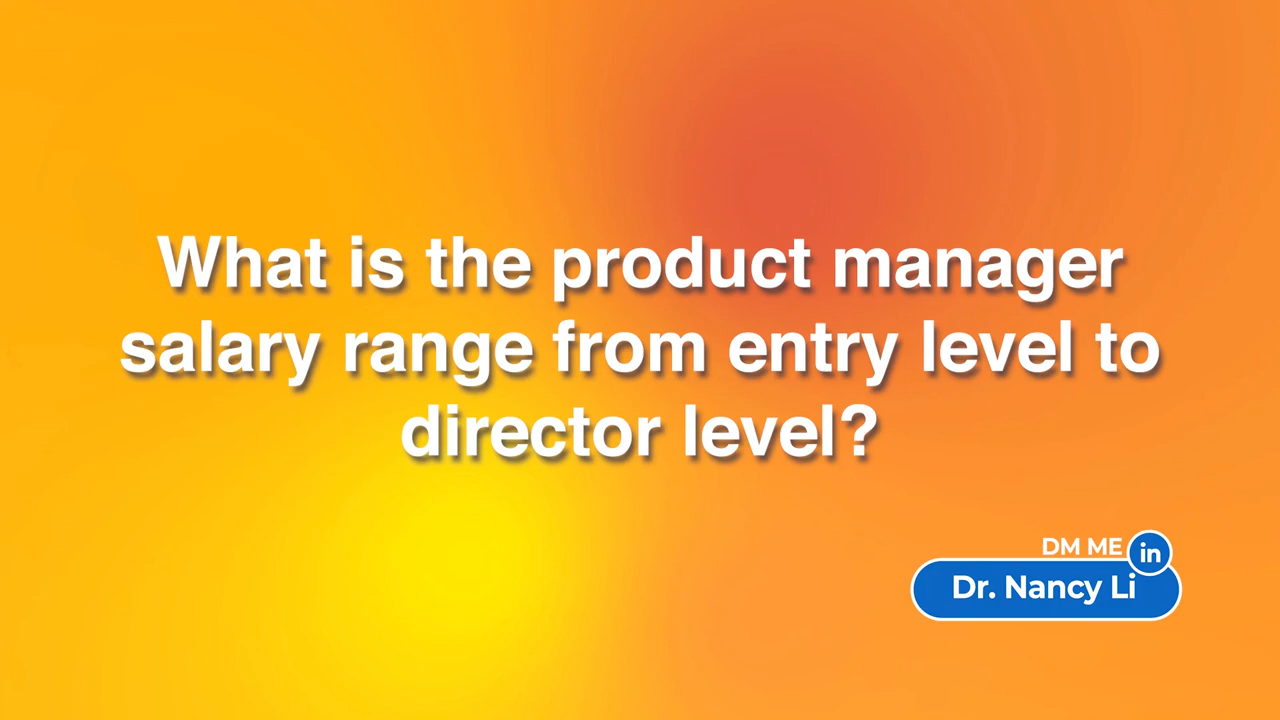 What is the product manager
salary range from entry level to
director level?
DM ME
in
Dr. Nancy Li